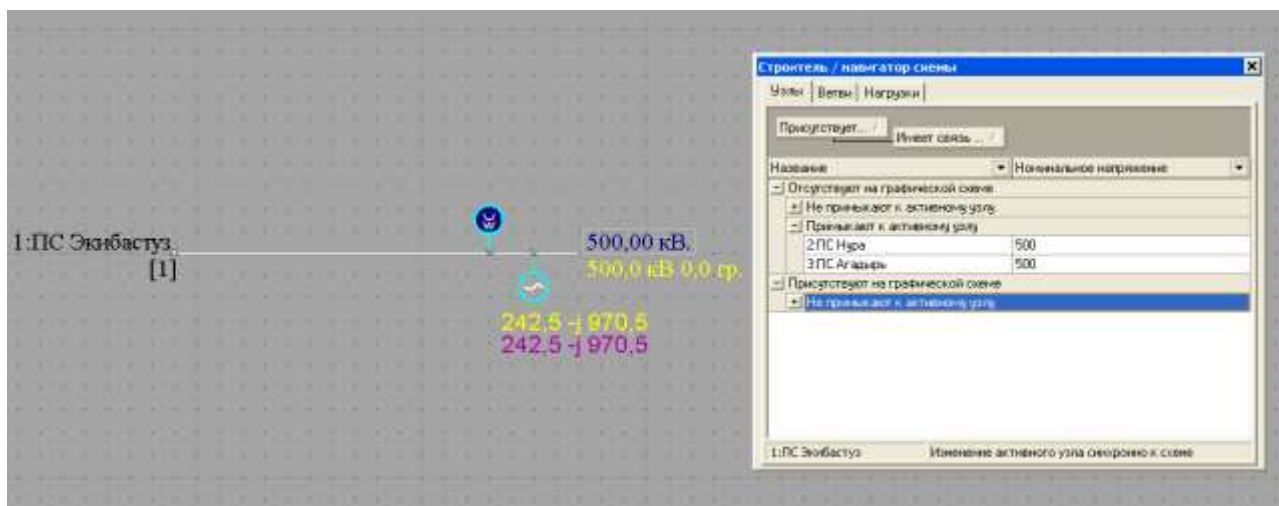 1:ПС Экибастуз
[1]
500,00 кВ.
500,0 кВ 0,0 гр.
242,5 -j 970,5
242,5 -j 970,5
Строитель / навигатор схемы
Узлы Ветви Нагрузки
Присутствует... Имеет связь ...
Название Номинальное напряжение
Отсутствуют на графической схеме
Не примыкают к активному узлу
Примыкают к активному узлу
2:ПС Нура 500
3:ПС Агадырь 500
Присутствуют на графической схеме
Не примыкают к активному узлу
1:ПС Экибастуз Изменение активного узла синхронно к схеме